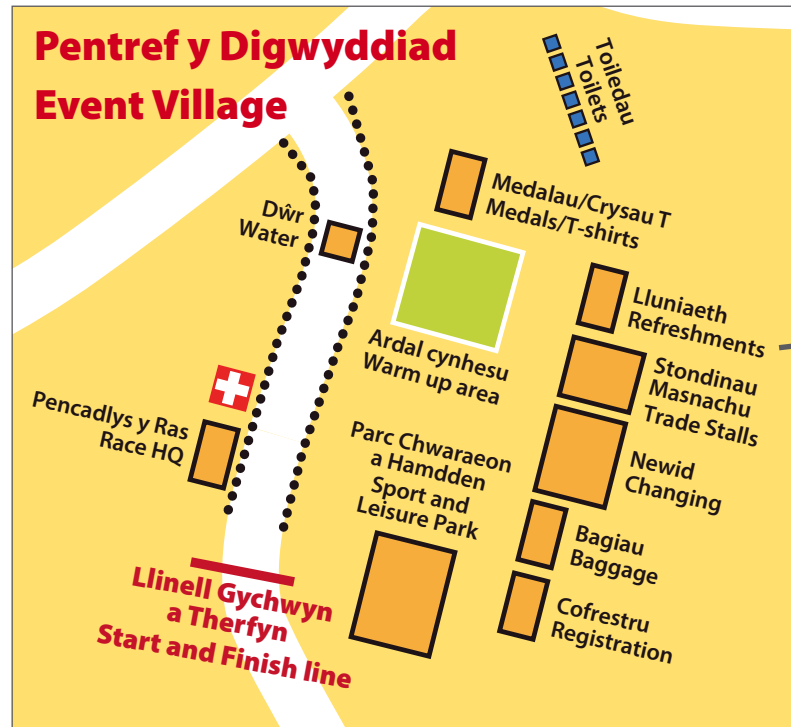 Pentref y Digwyddiad
Event Village
Toiledau
Toilets
Medalau/Crysau T
Medals/T-shirts
Dŵr
Water
Lluniaeth
Refreshments
Ardal cynhesu
Warm up area
Stondinau
Masnachu
Trade Stalls
Pencadlys y Ras
Race HQ
Parc Chwaraeon
a Hamdden
Sport and
Leisure Park
Newid
Changing
Bagiau
Baggage
Cofrestru
Registration
Llinell Gychwyn
a Therfyn
Start and Finish line